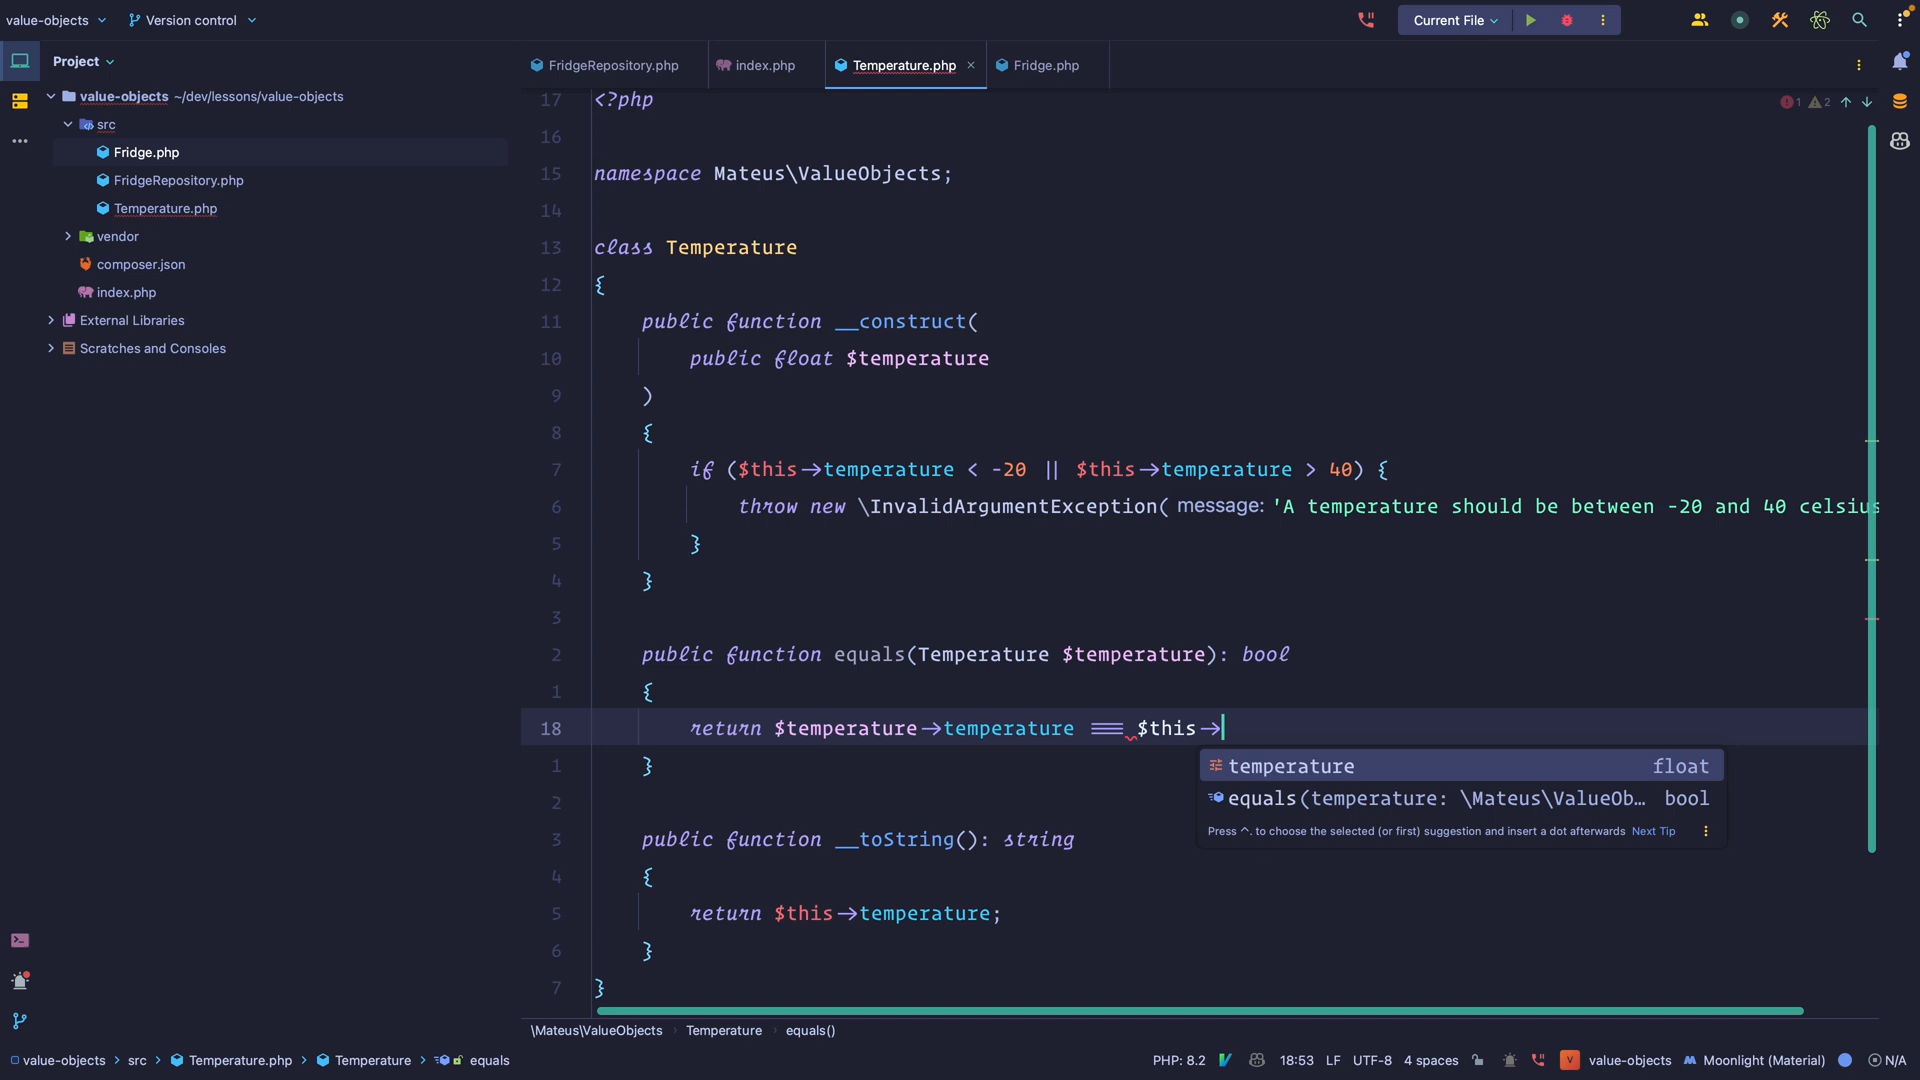 value-objects
Version control
Current File
Project
FridgeRepository.php
index.php
Temperature.php
Fridge.php
value-objects ~/dev/lessons/value-objects
src
Fridge.php
FridgeRepository.php
Temperature.php
vendor
composer.json
index.php
External Libraries
Scratches and Consoles
1 2
17 <?php
16
15 namespace Mateus\ValueObjects;
14
13 class Temperature
12 {
11 public function __construct(
10 public float $temperature
9 )
8 {
7 if ($this->temperature < -20 || $this->temperature > 40) {
6 throw new \InvalidArgumentException( message: 'A temperature should be between -20 and 40 celsius
5 }
4 }
3
2 public function equals(Temperature $temperature): bool
1 {
18 return $temperature->temperature === $this->
1 }
temperature float
equals(temperature: \Mateus\ValueOb... bool
Press ^. to choose the selected (or first) suggestion and insert a dot afterwards Next Tip
2
3 public function __toString(): string
4 {
5 return $this->temperature;
6 }
7 }
\Mateus\ValueObjects Temperature equals()
value-objects > src > Temperature.php > Temperature > equals
PHP: 8.2 18:53 LF UTF-8 4 spaces V value-objects Moonlight (Material) N/A